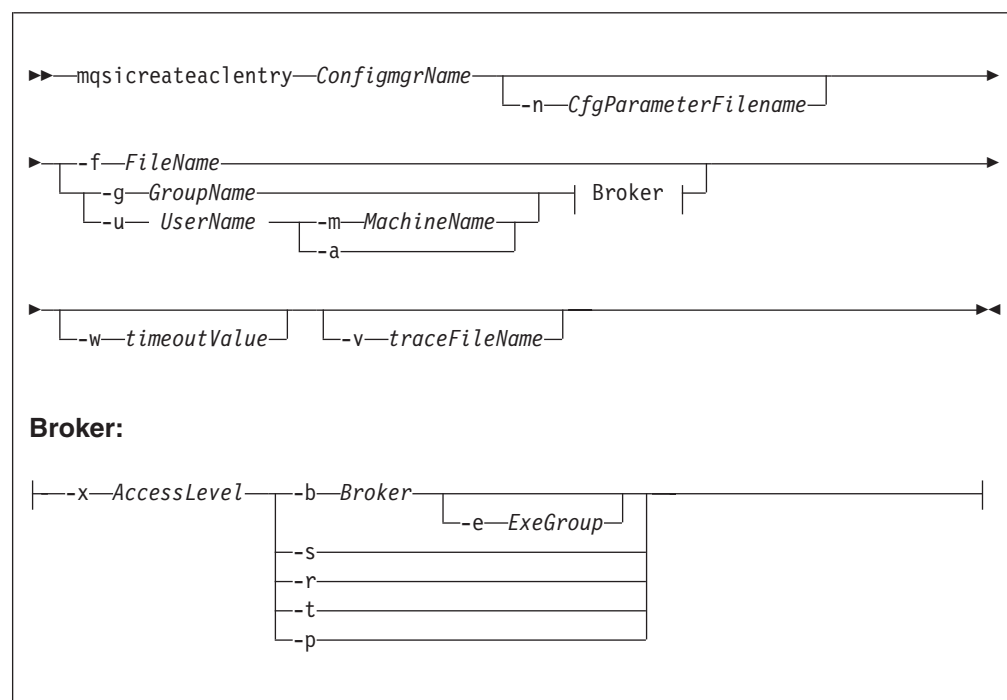 mqsicreateaclentry ConfigmgrName
-n CfgParameterFilename
-f FileName
-g GroupName Broker
-u UserName -m MachineName
-a
-w timeoutValue -v traceFileName
Broker:
-x AccessLevel -b Broker
-e ExeGroup
-s
-r
-t
-p